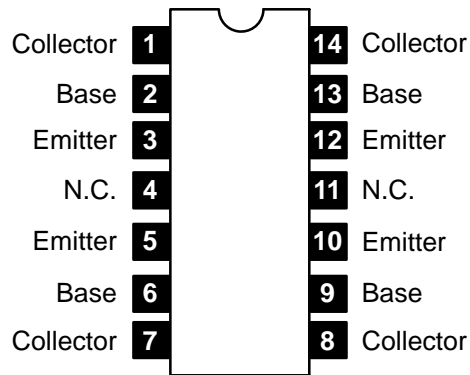 Collector 1 14 Collector
Base 2 13 Base
Emitter 3 12 Emitter
N.C. 4 11 N.C.
Emitter 5 10 Emitter
Base 6 9 Base
Collector 7 8 Collector